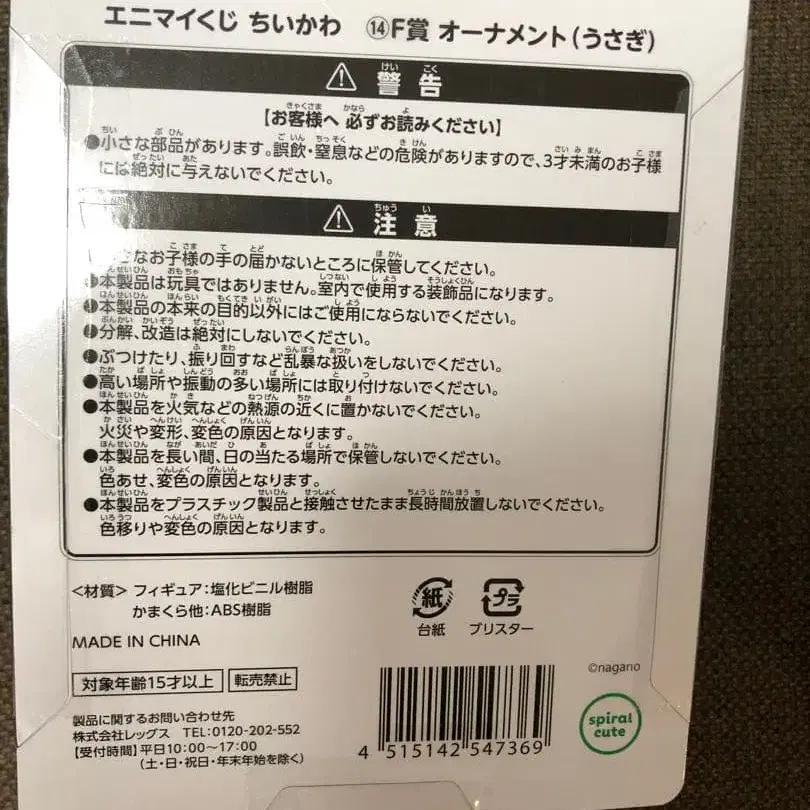 エニマイくじ ちいかわ ⑭F賞 オーナメント(うさぎ)
⚠ 警告
【お客様へ 必ずお読みください】
●小さな部品があります。誤飲・窒息などの危険がありますので、3才未満のお子様
には絶対に与えないでください。
⚠ 注意
さなお子様の手の届かないところに保管してください。
●本製品は玩具ではありません。室内で使用する装飾品になります。
●本製品の本来の目的以外にはご使用にならないでください。
●分解、改造は絶対にしないでください。
●ぶつけたり、振り回すなど乱暴な扱いをしないでください。
●高い場所や振動の多い場所には取り付けないでください。
●本製品を火気などの熱源の近くに置かないでください。
火災や変形、変色の原因となります。
●本製品を長い間、日の当たる場所で保管しないでください。
色あせ、変色の原因となります。
●本製品をプラスチック製品と接触させたまま長時間放置しないでください。
色移りや変色の原因となります。
<材質> フィギュア:塩化ビニル樹脂
かまくら他:ABS樹脂
紙
台紙
プラ
ブリスター
MADE IN CHINA
対象年齢15才以上 転売禁止
©nagano
製品に関するお問い合わせ先
株式会社レッグス TEL:0120-202-552
【受付時間】平日10:00〜17:00
(土・日・祝日・年末年始を除く)
4 515142 547369
spiral
cute